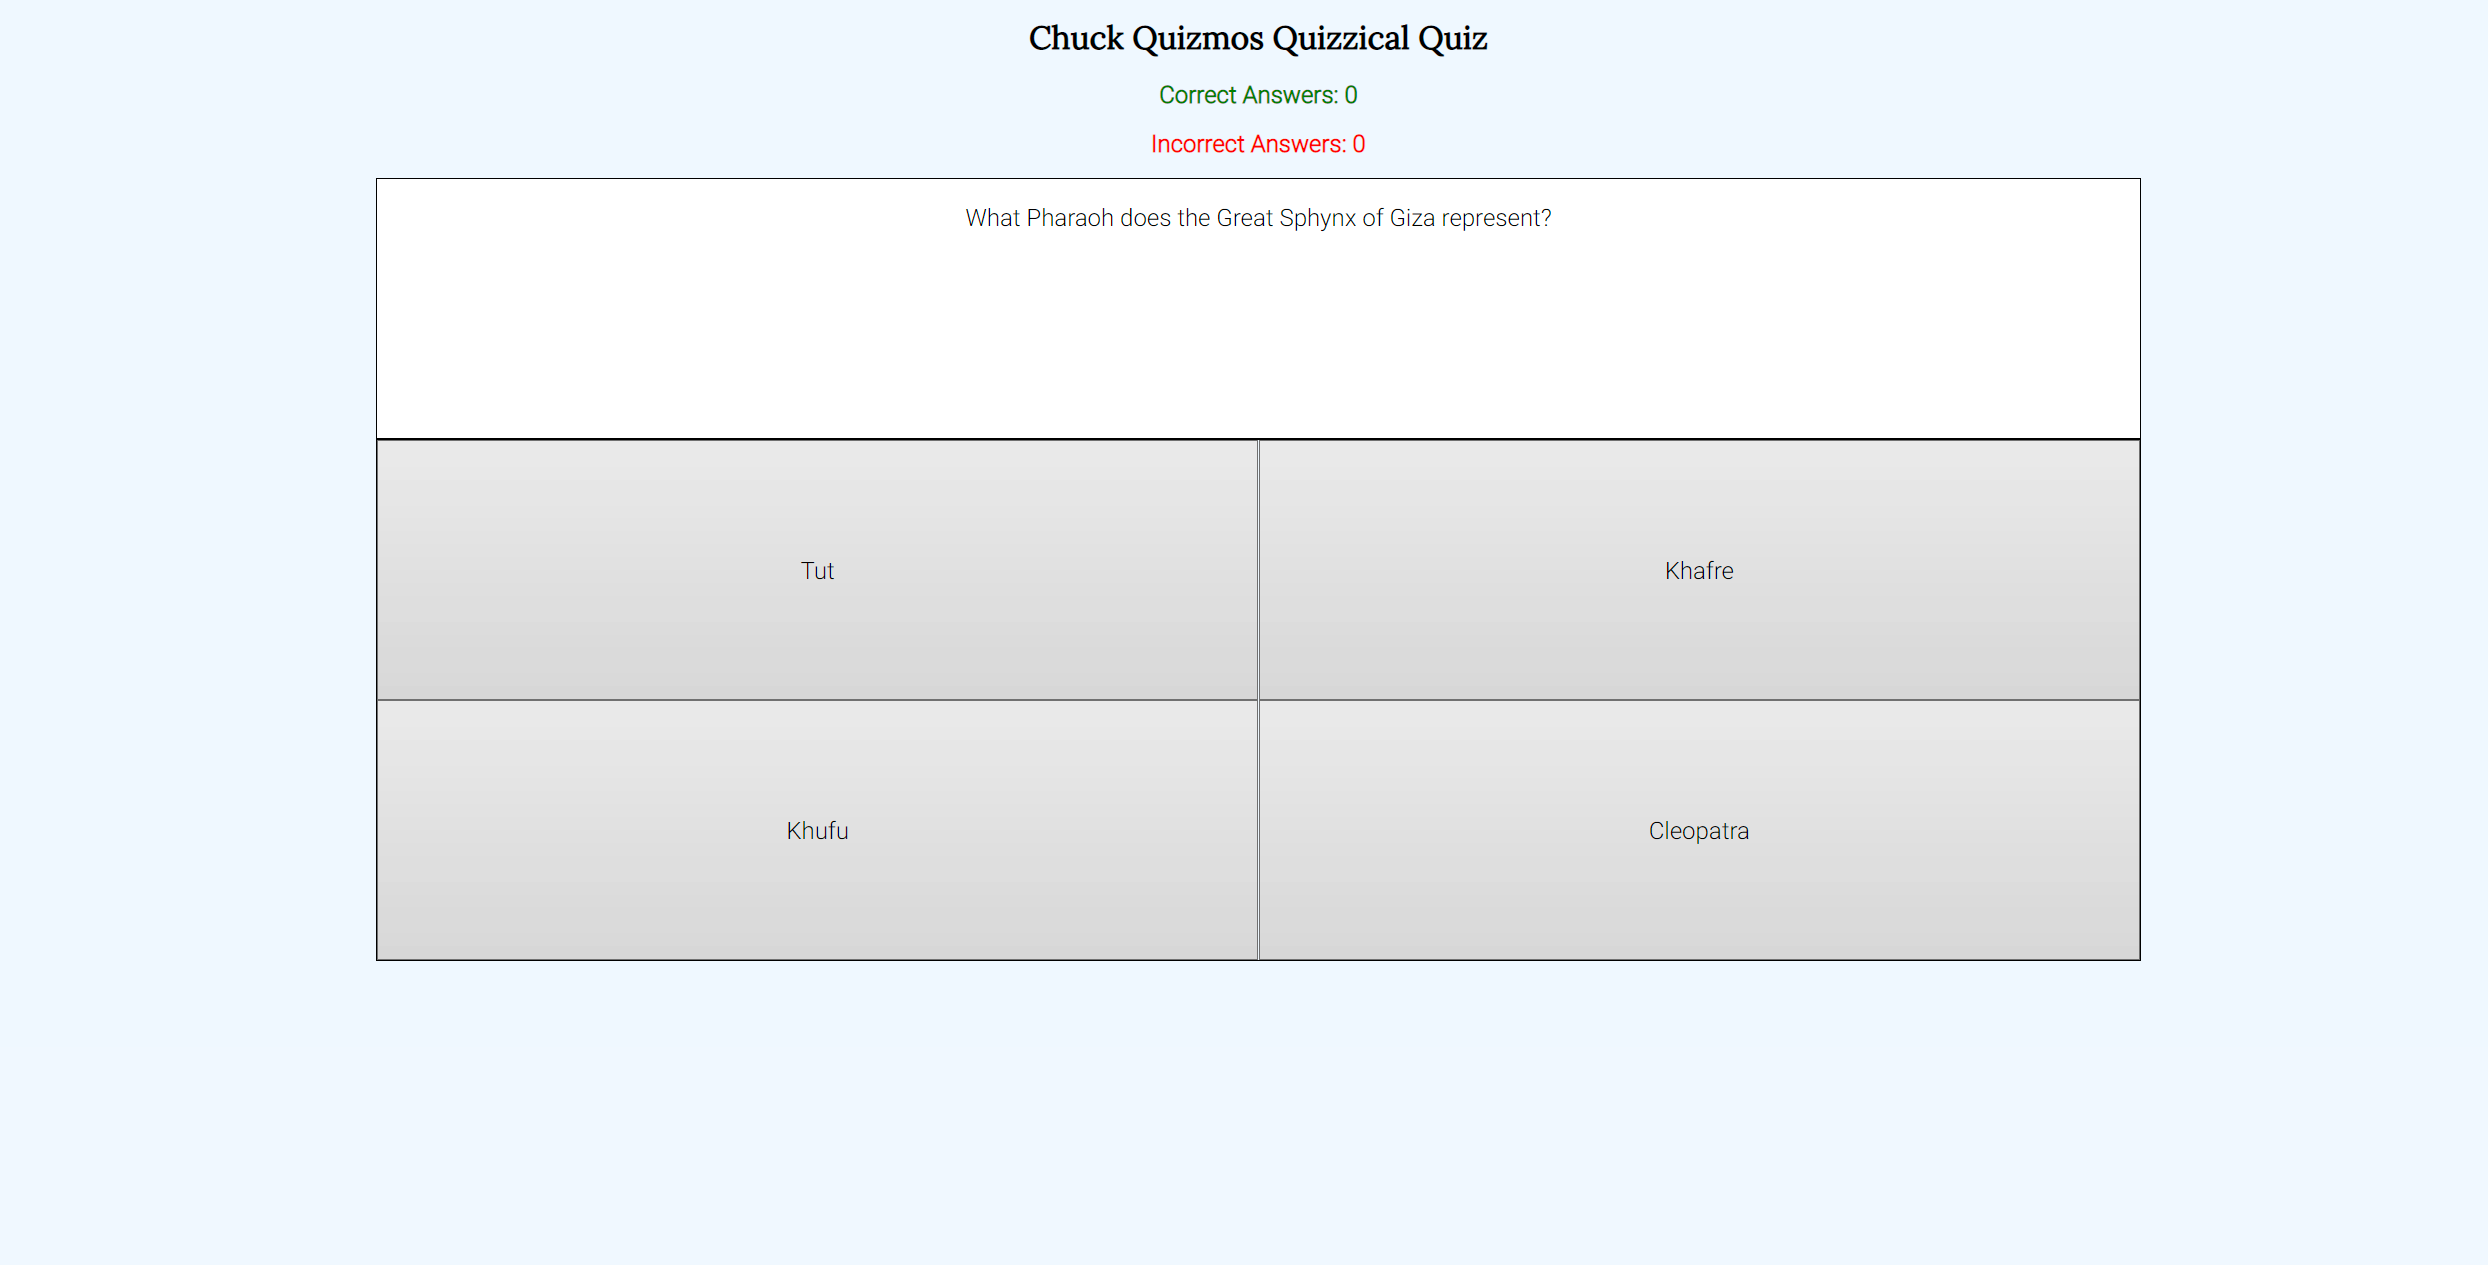 Chuck Quizmos Quizzical Quiz
Correct Answers: 0
Incorrect Answers: 0
What Pharaoh does the Great Sphynx of Giza represent?
Tut
Khafre
Khufu
Cleopatra